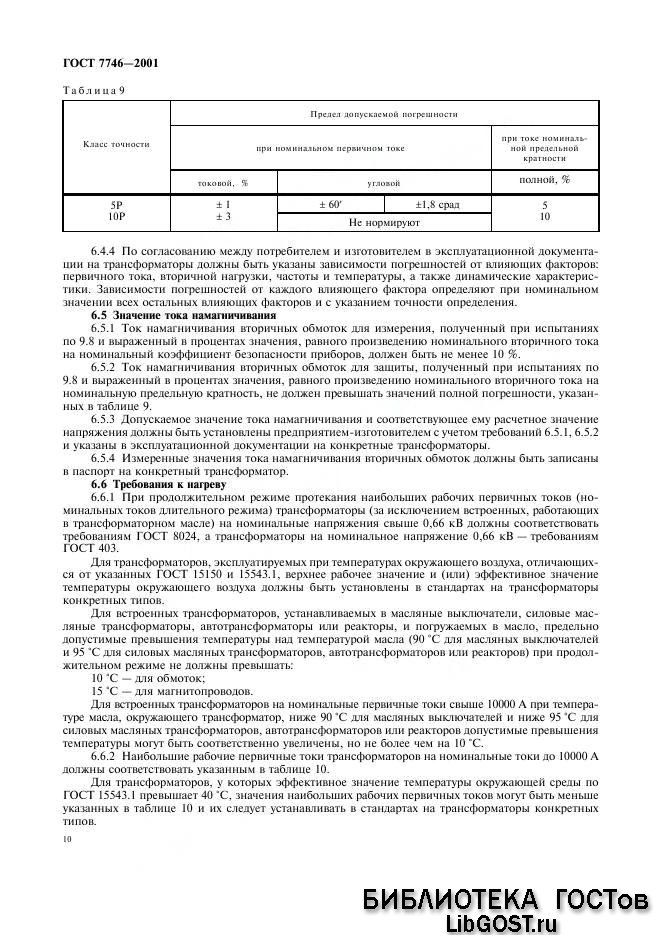 ГОСТ 7746—2001
Таблица 9
Класс точности
Предел допускаемой погрешности
при номинальном первичном токе
при токе номиналь-
ной предельной
кратности
токовой, %
угловой
полной, %
5Р
± 1
± 60′
±1,8 срад
5
10Р
± 3
Не нормируют
10
6.4.4 По согласованию между потребителем и изготовителем в эксплуатационной документа-
ции на трансформаторы должны быть указаны зависимости погрешностей от влияющих факторов:
первичного тока, вторичной нагрузки, частоты и температуры, а также динамические характерис-
тики. Зависимости погрешностей от каждого влияющего фактора определяют при номинальном
значении всех остальных влияющих факторов и с указанием точности определения.
6.5 Значение тока намагничивания
6.5.1 Ток намагничивания вторичных обмоток для измерения, полученный при испытаниях
по 9.8 и выраженный в процентах значения, равного произведению номинального вторичного тока
на номинальный коэффициент безопасности приборов, должен быть не менее 10 %.
6.5.2 Ток намагничивания вторичных обмоток для защиты, полученный при испытаниях по
9.8 и выраженный в процентах значения, равного произведению номинального вторичного тока на
номинальную предельную кратность, не должен превышать значений полной погрешности, указан-
ных в таблице 9.
6.5.3 Допускаемое значение тока намагничивания и соответствующее ему расчетное значение
напряжения должны быть установлены предприятием-изготовителем с учетом требований 6.5.1, 6.5.2
и указаны в эксплуатационной документации на конкретные трансформаторы.
6.5.4 Измеренные значения тока намагничивания вторичных обмоток должны быть записаны
в паспорт на конкретный трансформатор.
6.6 Требования к нагреву
6.6.1 При продолжительном режиме протекания наибольших рабочих первичных токов (но-
минальных токов длительного режима) трансформаторы (за исключением встроенных, работающих
в трансформаторном масле) на номинальные напряжения свыше 0,66 кВ должны соответствовать
требованиям ГОСТ 8024, а трансформаторы на номинальное напряжение 0,66 кВ — требованиям
ГОСТ 403.
Для трансформаторов, эксплуатируемых при температурах окружающего воздуха, отличающих-
ся от указанных ГОСТ 15150 и 15543.1, верхнее рабочее значение и (или) эффективное значение
температуры окружающего воздуха должны быть установлены в стандартах на трансформаторы
конкретных типов.
Для встроенных трансформаторов, устанавливаемых в масляные выключатели, силовые мас-
ляные трансформаторы, автотрансформаторы или реакторы, и погружаемых в масло, предельно
допустимые превышения температуры над температурой масла (90 °С для масляных выключателей
и 95 °С для силовых масляных трансформаторов, автотрансформаторов или реакторов) при продол-
жительном режиме не должны превышать:
10 °С — для обмоток;
15 °С — для магнитопроводов.
Для встроенных трансформаторов на номинальные первичные токи свыше 10000 А при темпера-
туре масла, окружающего трансформатор, ниже 90 °С для масляных выключателей и ниже 95 °С для
силовых масляных трансформаторов, автотрансформаторов или реакторов допустимые превышения
температуры могут быть соответственно увеличены, но не более чем на 10 °С.
6.6.2 Наибольшие рабочие первичные токи трансформаторов на номинальные токи до 10000 А
должны соответствовать указанным в таблице 10.
Для трансформаторов, у которых эффективное значение температуры окружающей среды по
ГОСТ 15543.1 превышает 40 °С, значения наибольших рабочих первичных токов могут быть меньше
указанных в таблице 10 и их следует устанавливать в стандартах на трансформаторы конкретных
типов.
10
БИБЛИОТЕКА ГОСТов
LibGOST.ru